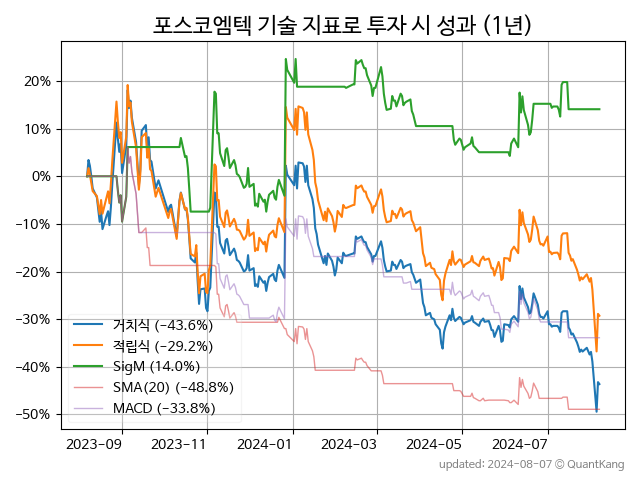 포스코엠텍 기술 지표로 투자 시 성과 (1년)
20%
10%
0%
−10%
−20%
−30%
−40%
−50%
거치식 (−43.6%)
적립식 (−29.2%)
SigM (14.0%)
SMA(20) (−48.8%)
MACD (−33.8%)
2023-09 2023-11 2024-01 2024-03 2024-05 2024-07
updated: 2024-08-07 © QuantKang